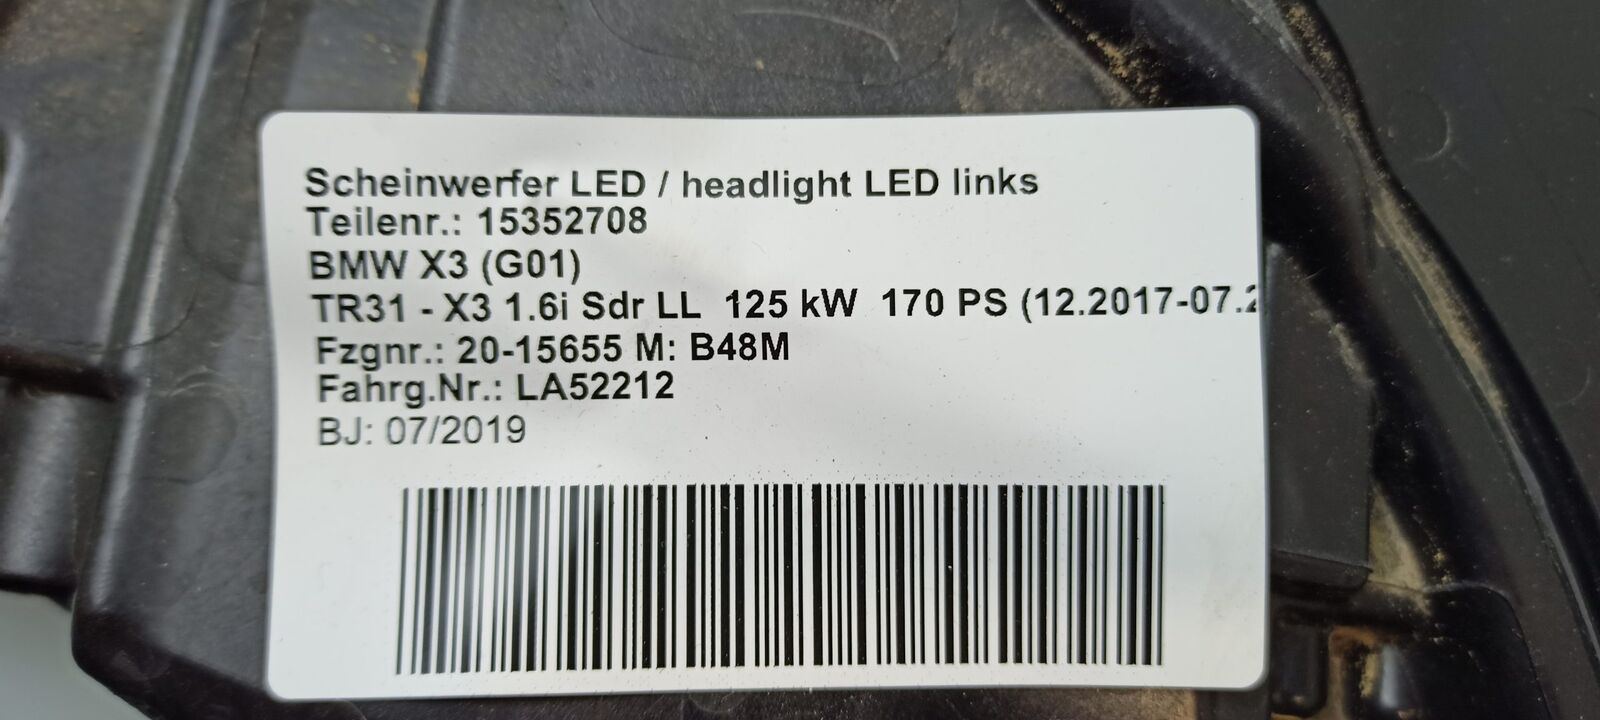 Scheinwerfer LED / headlight LED links
Teilenr.: 15352708
BMW X3 (G01)
TR31 - X3 1.6i Sdr LL 125 kW 170 PS (12.2017-07.2
Fzgnr.: 20-15655 M: B48M
Fahrg.Nr.: LA52212
BJ: 07/2019